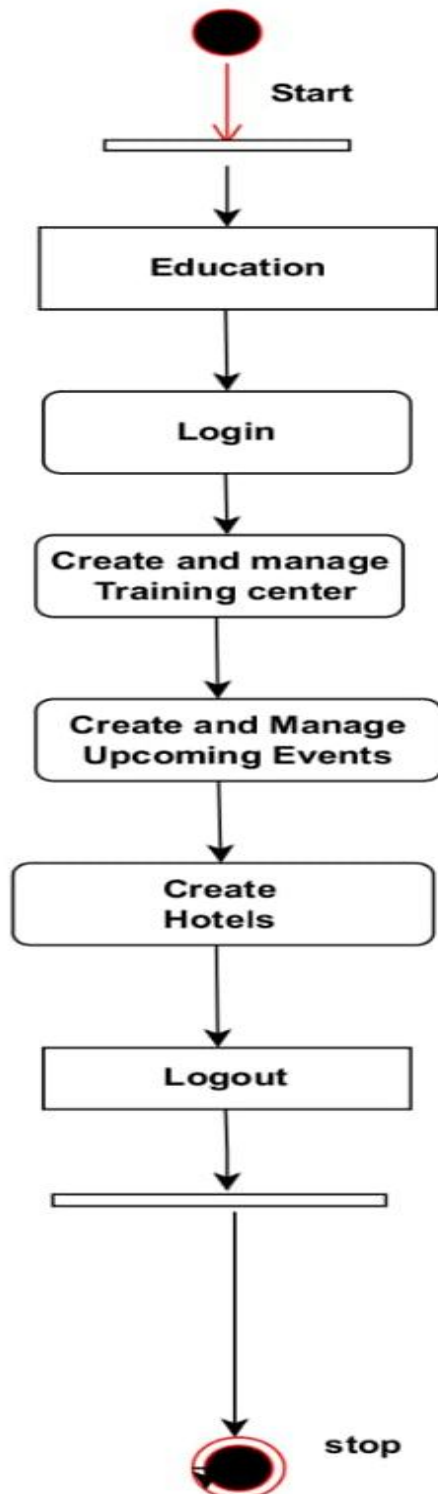 Start
Education
Login
Create and manage
Training center
Create and Manage
Upcoming Events
Create
Hotels
Logout
stop